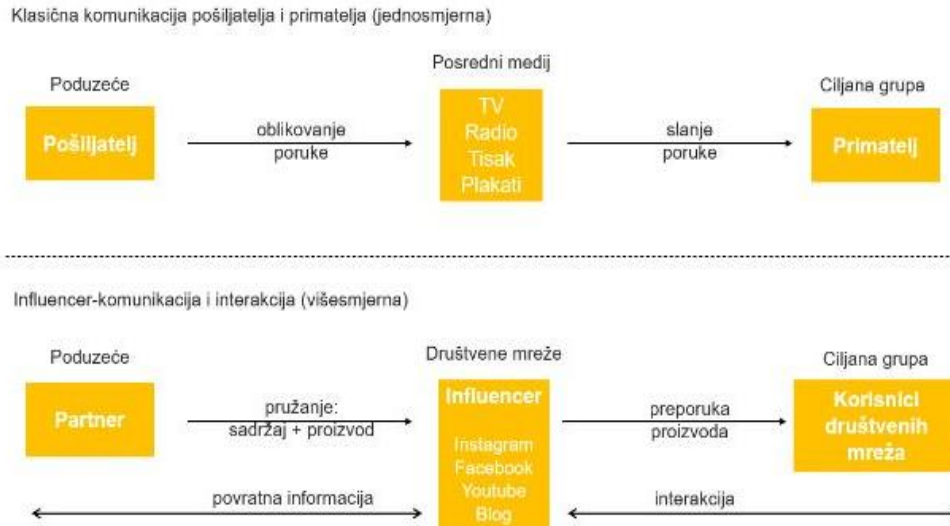 Klasična komunikacija pošiljatelja i primatelja (jednosmjerna)
Poduzeće
Posredni medij
Ciljana grupa
Pošiljatelj
oblikovanje
poruke
TV
Radio
Tisak
Plakati
slanje
poruke
Primatelj
Influencer-komunikacija i interakcija (višesmjerna)
Poduzeće
Društvene mreže
Ciljana grupa
Partner
pružanje:
sadržaj + proizvod
Influencer
Instagram
Facebook
Youtube
Blog
preporuka
proizvoda
Korisnici
društvenih
mreža
povratna informacija
interakcija